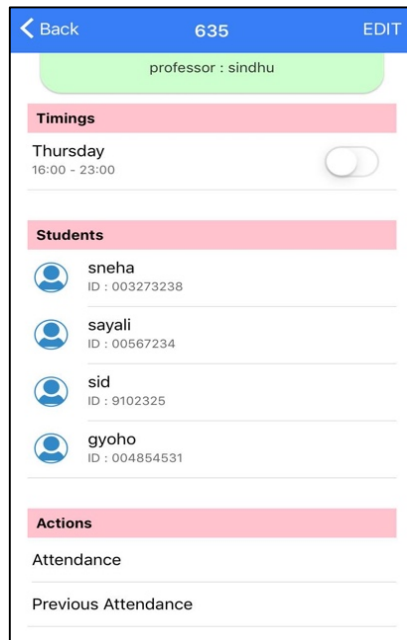 Back 635 EDIT
professor : sindhu
Timings
Thursday
16:00 - 23:00
Students
sneha
ID : 003273238
sayali
ID : 00567234
sid
ID : 9102325
gyoho
ID : 004854531
Actions
Attendance
Previous Attendance